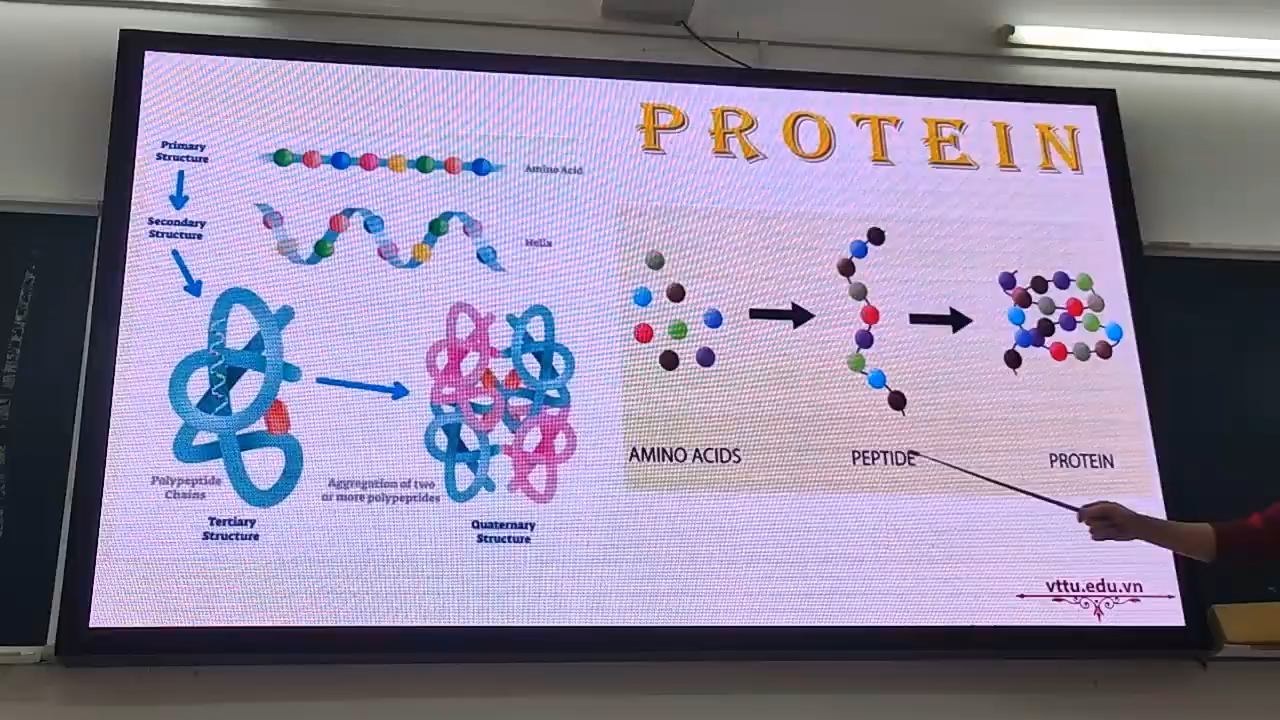 PROTEIN
Primary
Structure
Amino Acid
Secondary
Structure
Helix
Polypeptide
Chains
Tertiary
Structure
Aggregation of two
or more polypeptides
Quaternary
Structure
AMINO ACIDS
PEPTIDE
PROTEIN
vttu.edu.vn